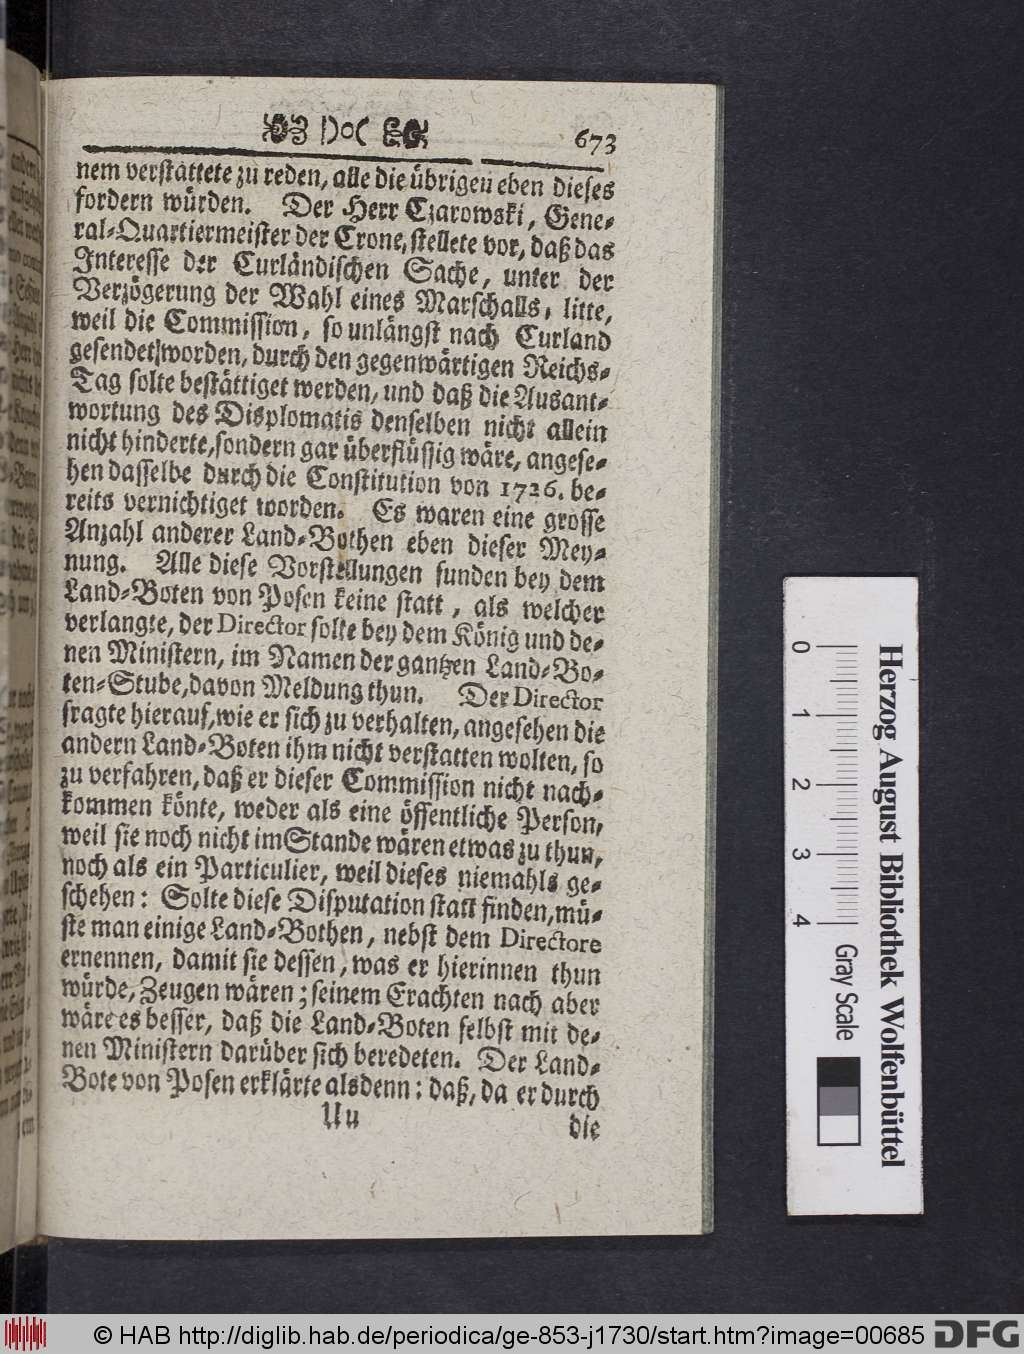 673
nem verstattete zu reden, alle die übrigen eben dieses
fordern würden. Der Herr Czarowski, Gene-
ral-Quartiermeister der Crone, stellete vor, daß das
Interesse der Curländischen Sache, unter der
Verzögerung der Wahl eines Marschalls, litte,
weil die Commission, so unlängst nach Curland
gesendet worden, durch den gegenwärtigen Reichs-
Tag solte bestättiget werden, und daß die Ausant-
wortung des Displomatis denselben nicht allein
nicht hinderte, sondern gar überflüssig wäre, angese-
hen dasselbe durch die Constitution von 1726. be-
reits vernichtiget worden. Es waren eine grosse
Anzahl anderer Land-Bothen eben dieser Mey-
nung. Alle diese Vorstellungen funden bey dem
Land-Boten von Posen keine statt, als welcher
verlangte, der Director solte bey dem König und de-
nen Ministern, im Namen der gantzen Land-Bo-
ten-Stube, davon Meldung thun. Der Director
fragte hierauf, wie er sich zu verhalten, angesehen die
andern Land-Boten ihm nicht verstatten wolten, so
zu verfahren, daß er dieser Commission nicht nach-
kommen könte, weder als eine öffentliche Person,
weil sie noch nicht im Stande wären etwas zu thun,
noch als ein Particulier, weil dieses niemahls ge-
schehen: Solte diese Disputation statt finden, mü-
ste man einige Land-Bothen, nebst dem Directore
ernennen, damit sie dessen, was er hierinnen thun
würde, Zeugen wären; seinem Erachten nach aber
wäre es besser, daß die Land-Boten selbst mit de-
nen Ministern darüber sich beredeten. Der Land-
Bote von Posen erklärte alsdenn: daß, da er durch
Uu
die
0 1 2 3 4
Gray Scale
Herzog August Bibliothek Wolfenbüttel
© HAB http://diglib.hab.de/periodica/ge-853-j1730/start.htm?image=00685
DFG